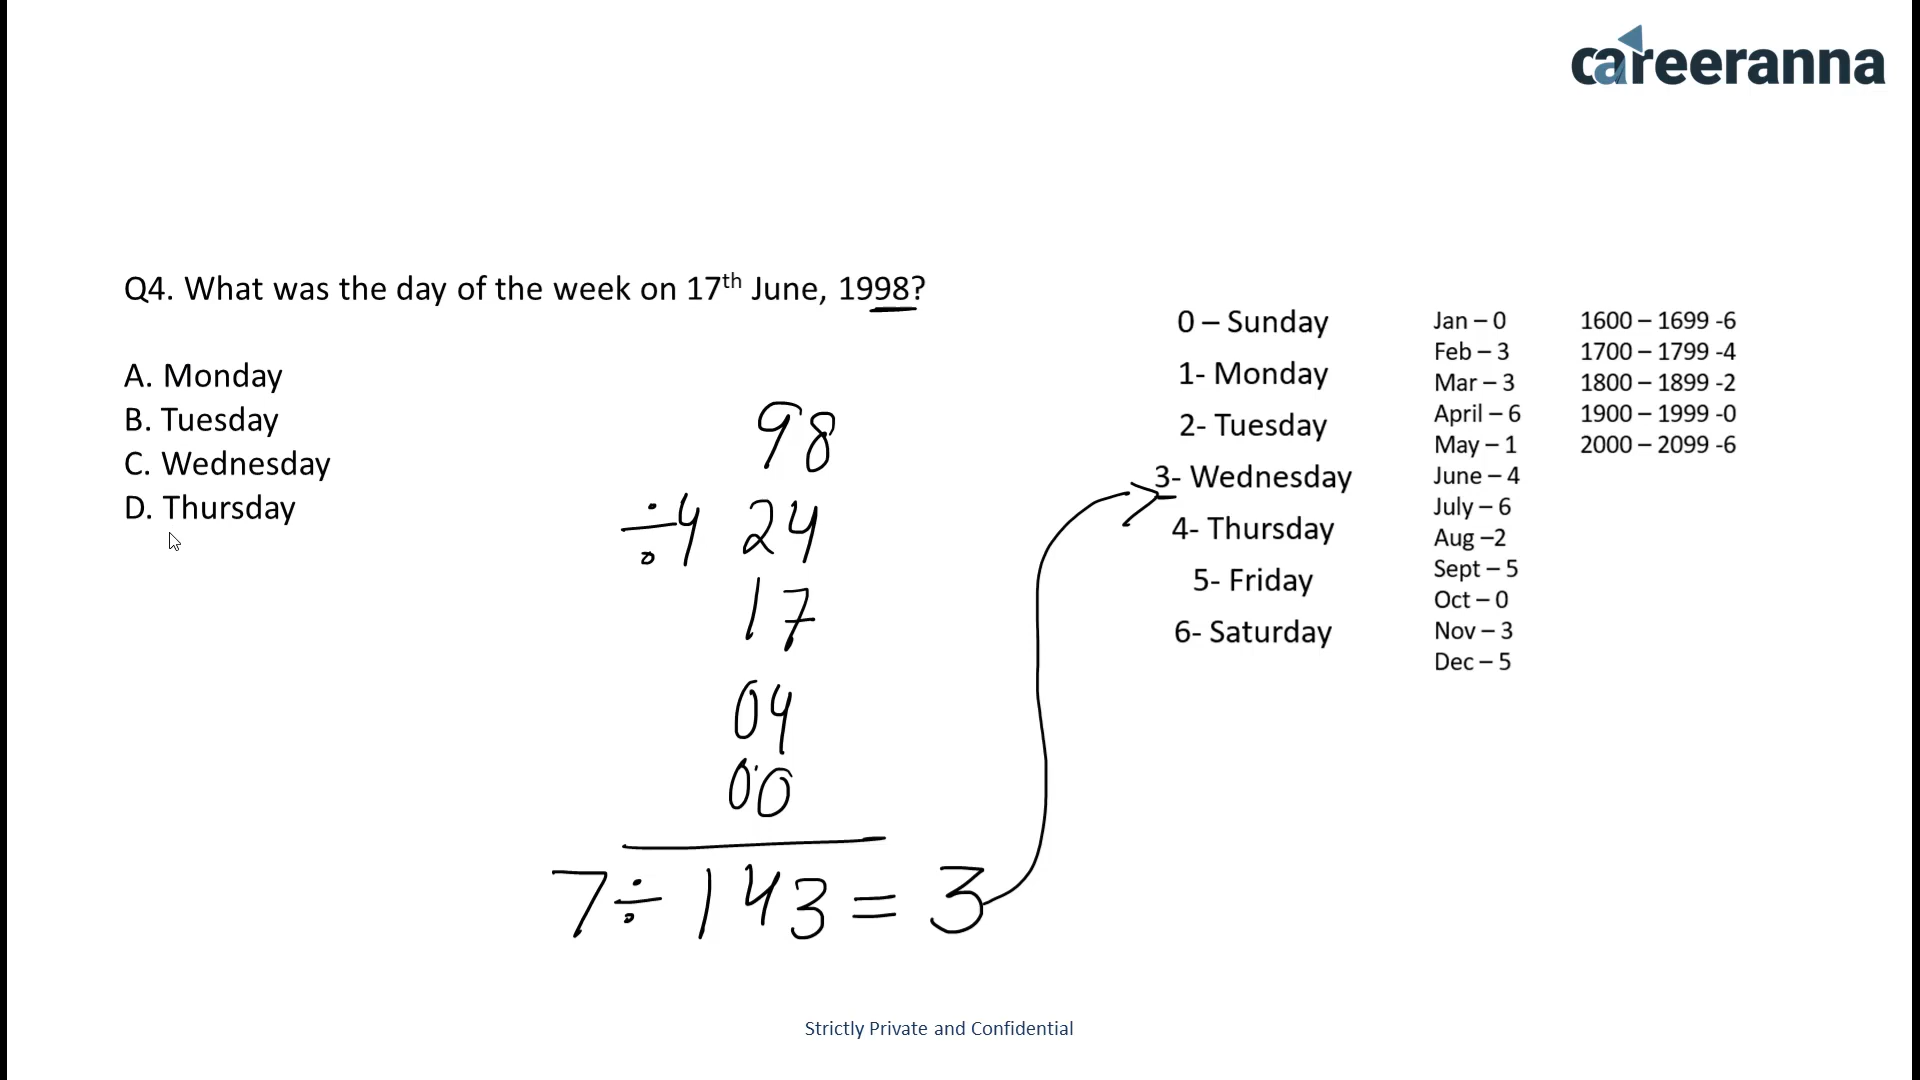 careeranna
Q4. What was the day of the week on 17th June, 1998?
A. Monday
B. Tuesday
C. Wednesday
D. Thursday
98
÷4 24
17
04
00
7÷143 = 3
0 – Sunday
1- Monday
2- Tuesday
3- Wednesday
4- Thursday
5- Friday
6- Saturday
Jan – 0
Feb – 3
Mar – 3
April – 6
May – 1
June – 4
July – 6
Aug –2
Sept – 5
Oct – 0
Nov – 3
Dec – 5
1600 – 1699 -6
1700 – 1799 -4
1800 – 1899 -2
1900 – 1999 -0
2000 – 2099 -6
Strictly Private and Confidential